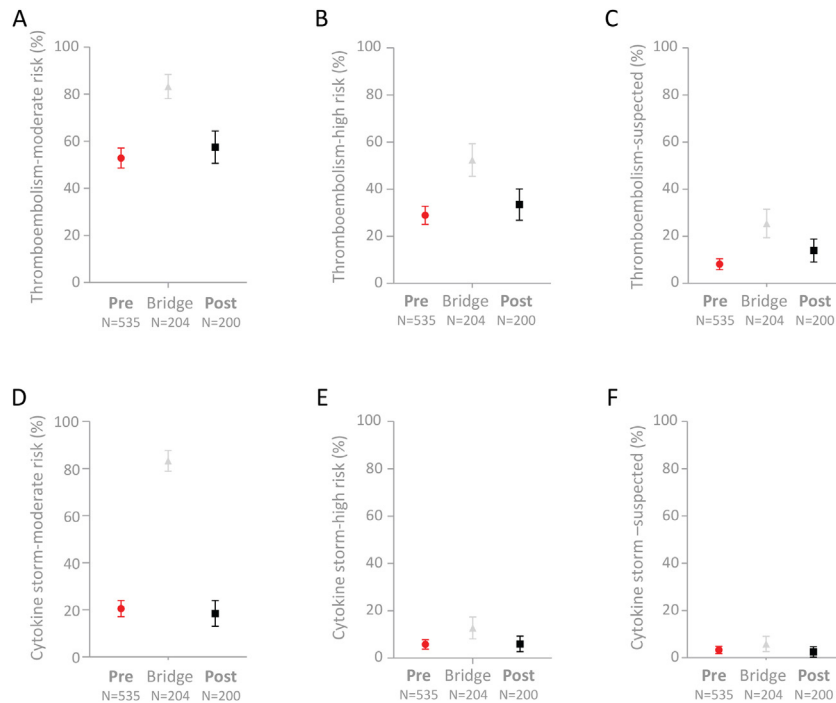 A
Thromboembolism-moderate risk (%)
100
80
60
40
20
0
Pre Bridge Post
N=535 N=204 N=200
B
Thromboembolism-high risk (%)
100
80
60
40
20
0
Pre Bridge Post
N=535 N=204 N=200
C
Thromboembolism-suspected (%)
100
80
60
40
20
0
Pre Bridge Post
N=535 N=204 N=200
D
Cytokine storm-moderate risk (%)
100
80
60
40
20
0
Pre Bridge Post
N=535 N=204 N=200
E
Cytokine storm-high risk (%)
100
80
60
40
20
0
Pre Bridge Post
N=535 N=204 N=200
F
Cytokine storm –suspected (%)
100
80
60
40
20
0
Pre Bridge Post
N=535 N=204 N=200